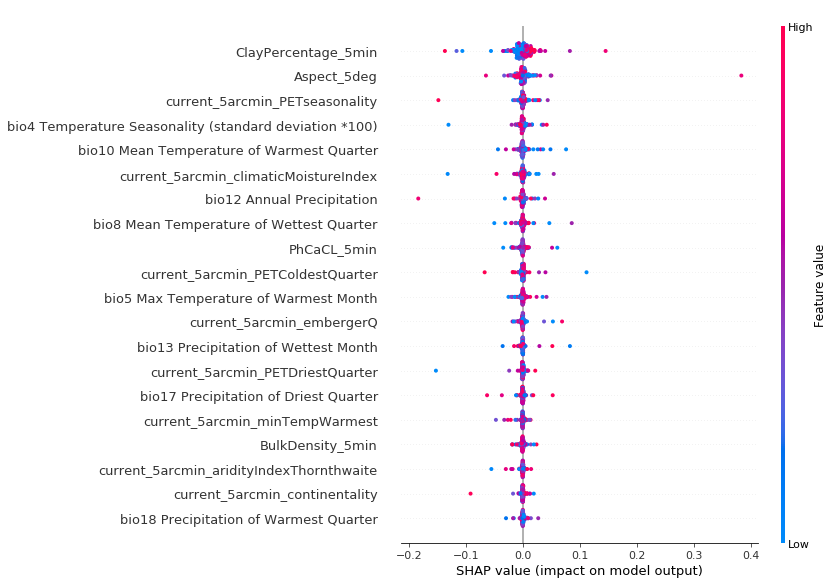 High
ClayPercentage_5min
Aspect_5deg
current_5arcmin_PETseasonality
bio4 Temperature Seasonality (standard deviation *100)
bio10 Mean Temperature of Warmest Quarter
current_5arcmin_climaticMoistureIndex
bio12 Annual Precipitation
bio8 Mean Temperature of Wettest Quarter
PhCaCL_5min
current_5arcmin_PETColdestQuarter
bio5 Max Temperature of Warmest Month
current_5arcmin_embergerQ
bio13 Precipitation of Wettest Month
current_5arcmin_PETDriestQuarter
bio17 Precipitation of Driest Quarter
current_5arcmin_minTempWarmest
BulkDensity_5min
current_5arcmin_aridityIndexThornthwaite
current_5arcmin_continentality
bio18 Precipitation of Warmest Quarter
Feature value
Low
−0.2 −0.1 0.0 0.1 0.2 0.3 0.4
SHAP value (impact on model output)